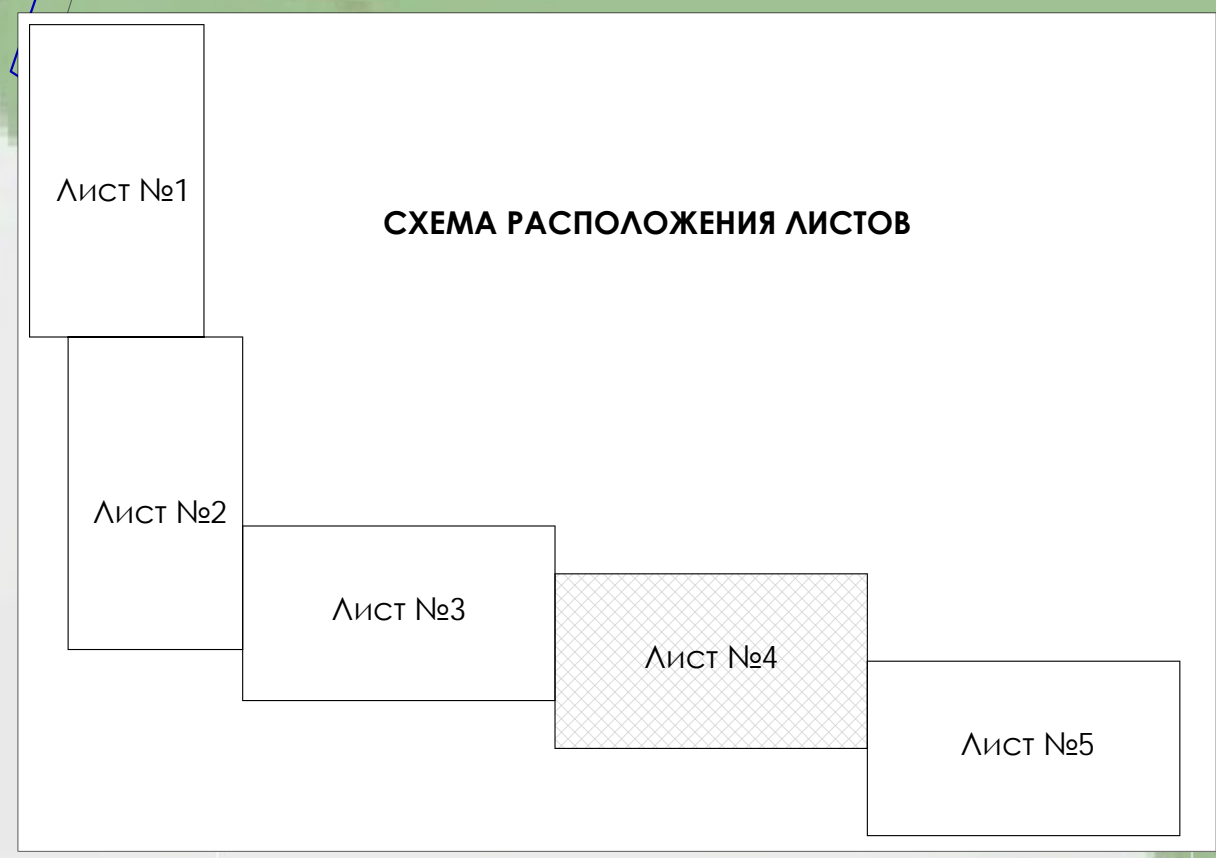 Лист №1
СХЕМА РАСПОЛОЖЕНИЯ ЛИСТОВ
Лист №2
Лист №3
Лист №4
Лист №5